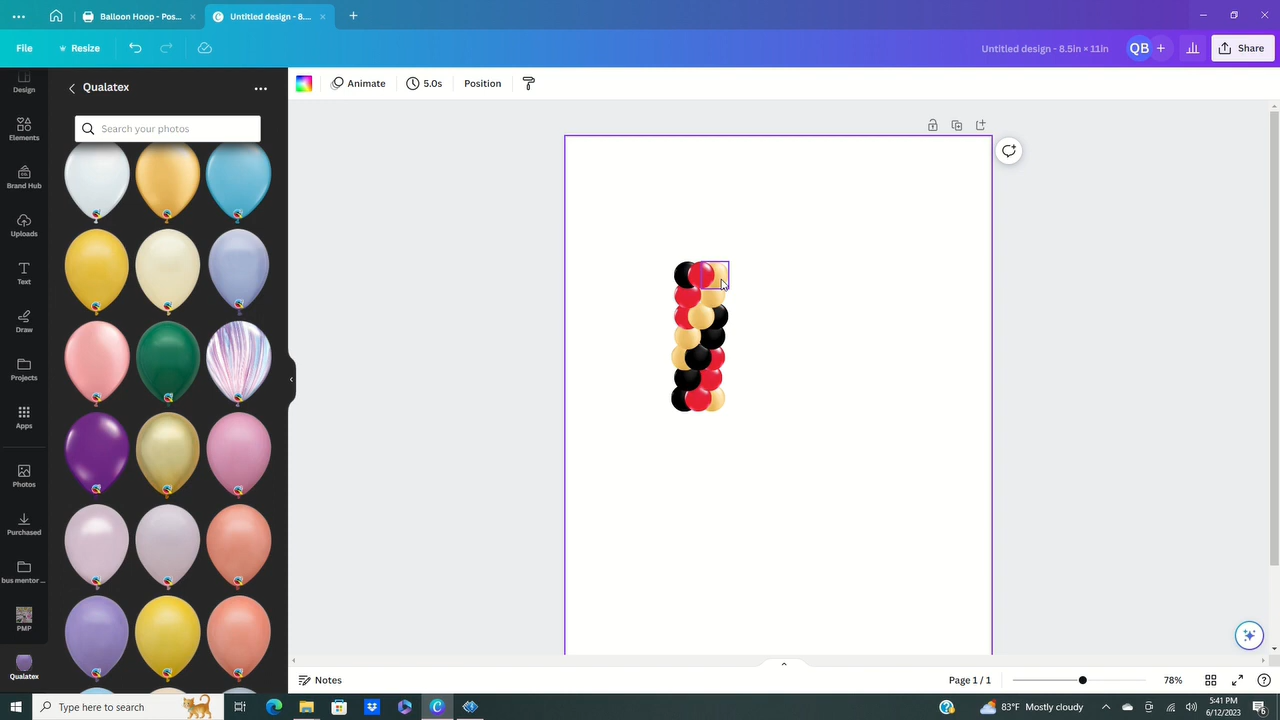 Balloon Hoop - Pos...
Untitled design - 8....
File
Resize
Untitled design - 8.5in × 11in
QB
Share
Design
Elements
Brand Hub
Uploads
Text
Draw
Projects
Apps
Photos
Purchased
bus mentor ...
PMP
Qualatex
Qualatex
Search your photos
Animate
5.0s
Position
Notes
Page 1 / 1
78%
Type here to search
83°F Mostly cloudy
5:41 PM
6/12/2023
6